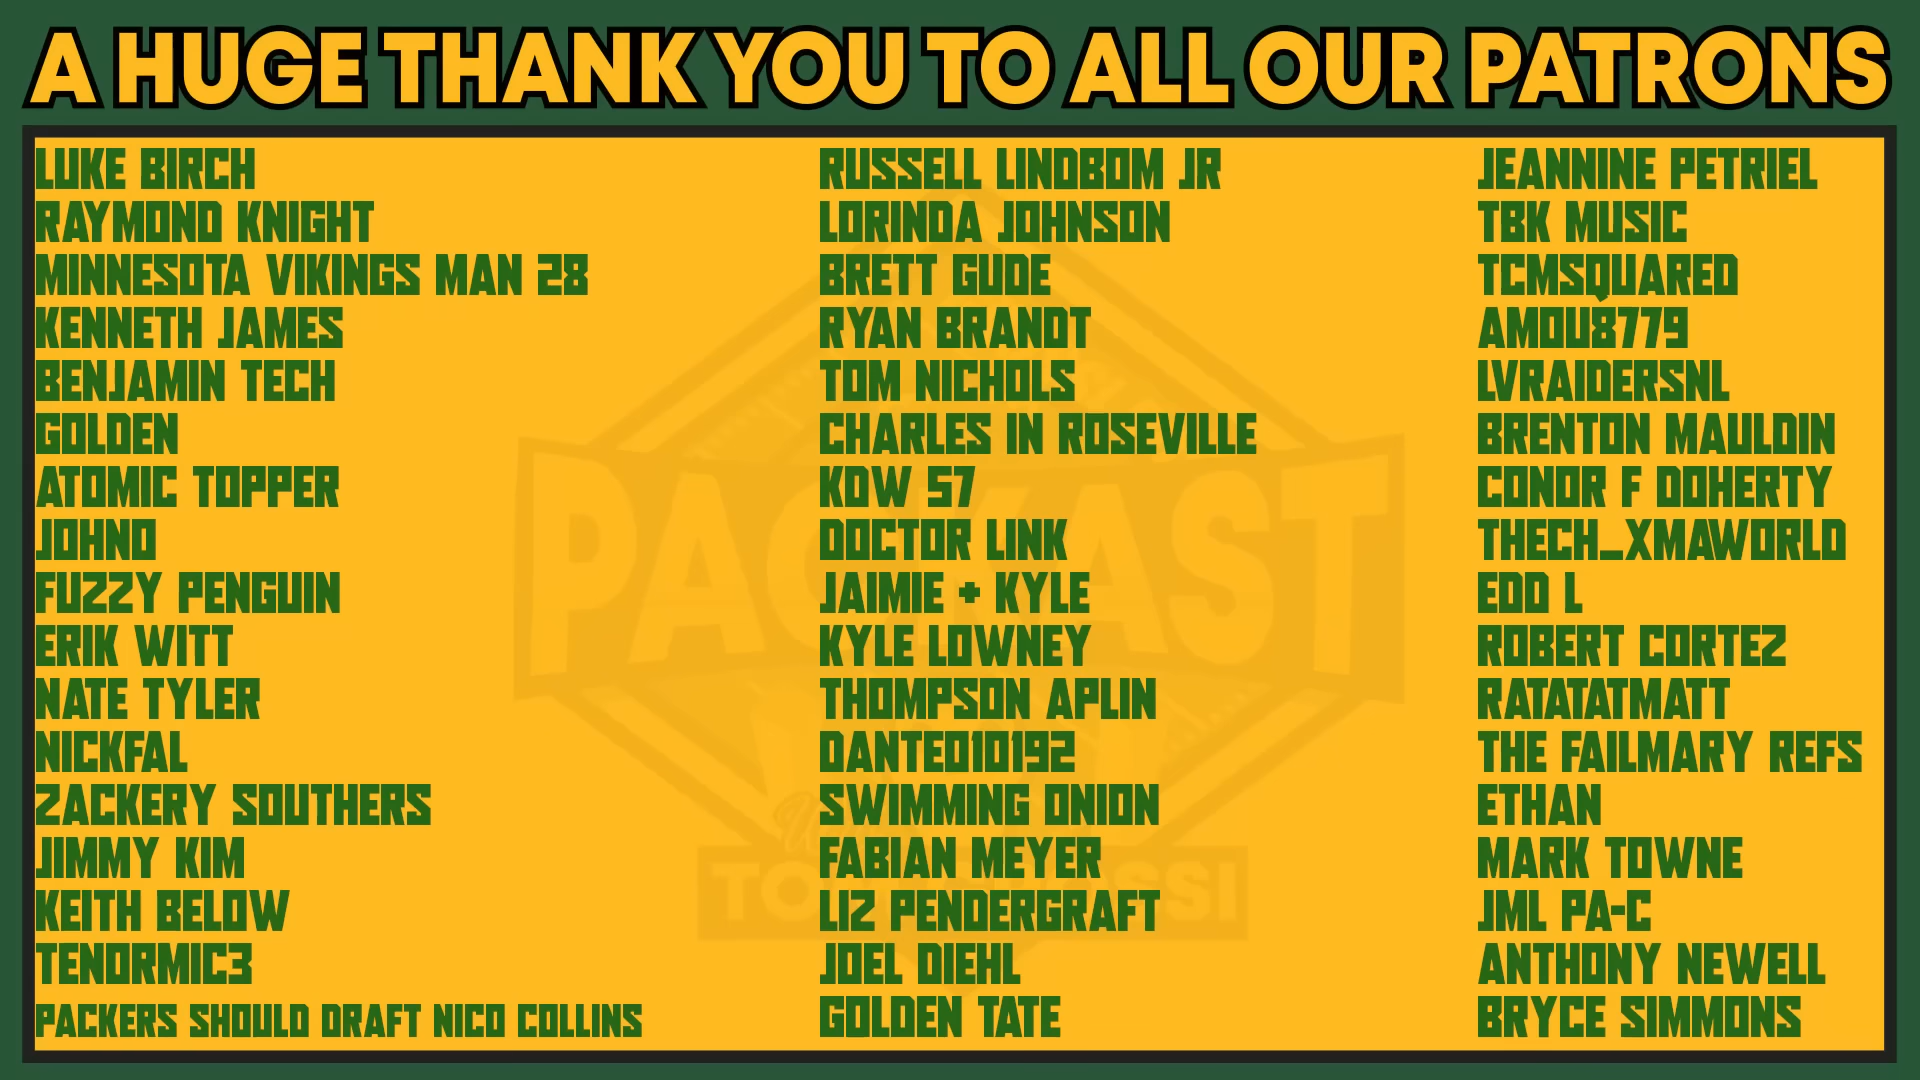 A HUGE THANK YOU TO ALL OUR PATRONS
LUKE BIRCH
RAYMOND KNIGHT
MINNESOTA VIKINGS MAN 28
KENNETH JAMES
BENJAMIN TECH
GOLDEN
ATOMIC TOPPER
JOHNO
FUZZY PENGUIN
ERIK WITT
NATE TYLER
NICKFAL
ZACKERY SOUTHERS
JIMMY KIM
KEITH BELOW
TENORMIC3
PACKERS SHOULD DRAFT NICO COLLINS
RUSSELL LINDBOM JR
LORINDA JOHNSON
BRETT GUDE
RYAN BRANDT
TOM NICHOLS
CHARLES IN ROSEVILLE
KDW 57
DOCTOR LINK
JAIMIE + KYLE
KYLE LOWNEY
THOMPSON APLIN
DANTE010192
SWIMMING ONION
FABIAN MEYER
LIZ PENDERGRAFT
JOEL DIEHL
GOLDEN TATE
JEANNINE PETRIEL
TBK MUSIC
TCMSQUARED
AMOU8779
LVRAIDERSNL
BRENTON MAULDIN
CONOR F DOHERTY
THECH_XMAWORLD
EDD L
ROBERT CORTEZ
RATATATMATT
THE FAILMARY REFS
ETHAN
MARK TOWNE
JML PA-C
ANTHONY NEWELL
BRYCE SIMMONS
PACKAST